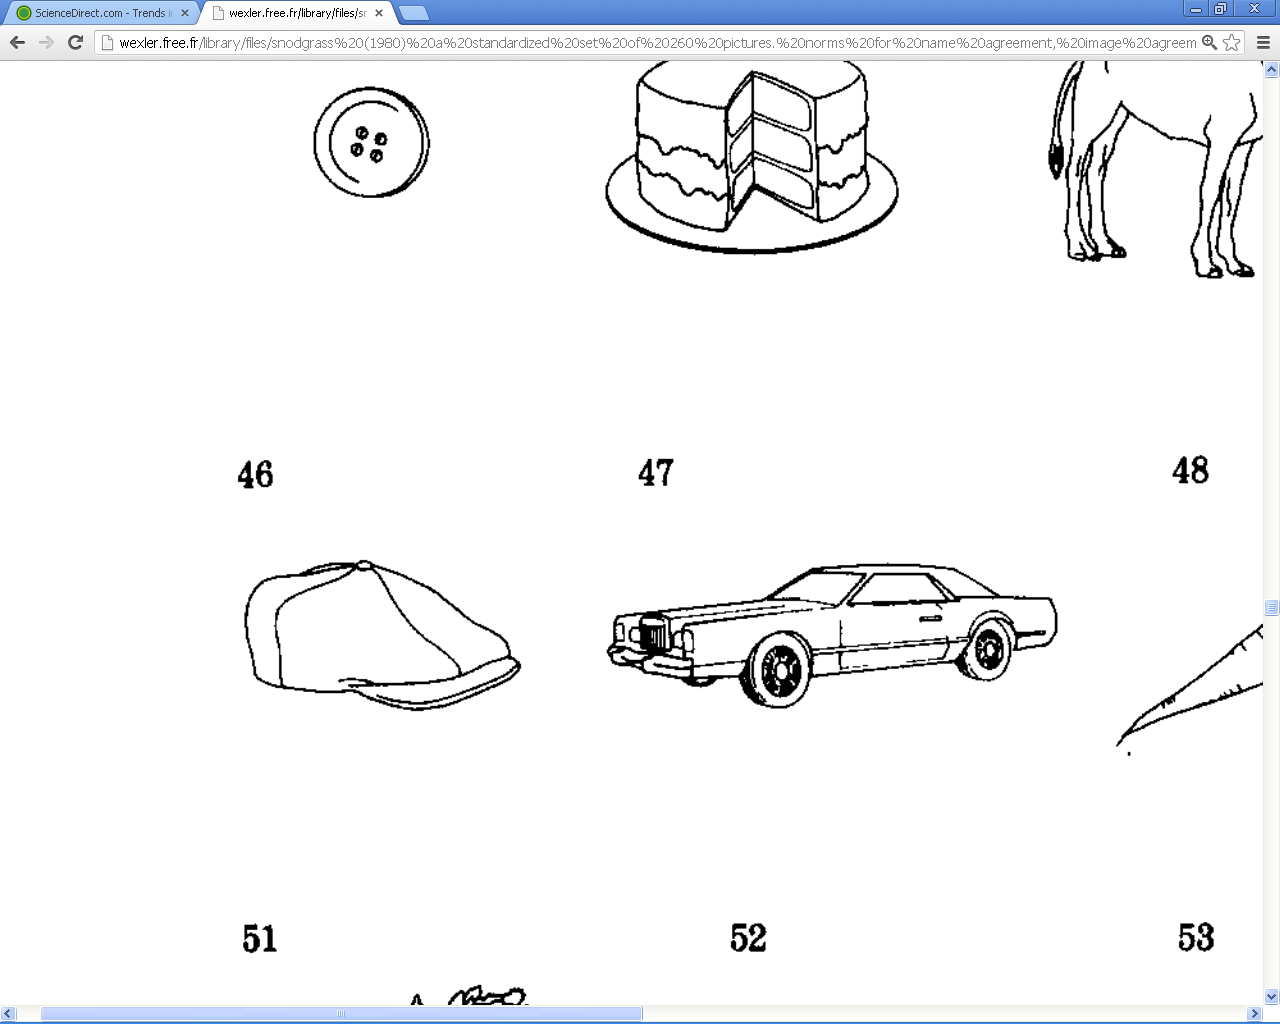 ScienceDirect.com - Trends i
wexler.free.fr/library/files/s
wexler.free.fr/library/files/snodgrass%20(1980)%20a%20standardized%20set%20of%20260%20pictures.%20norms%20for%20name%20agreement,%20image%20agreem
46 47 48
51 52 53